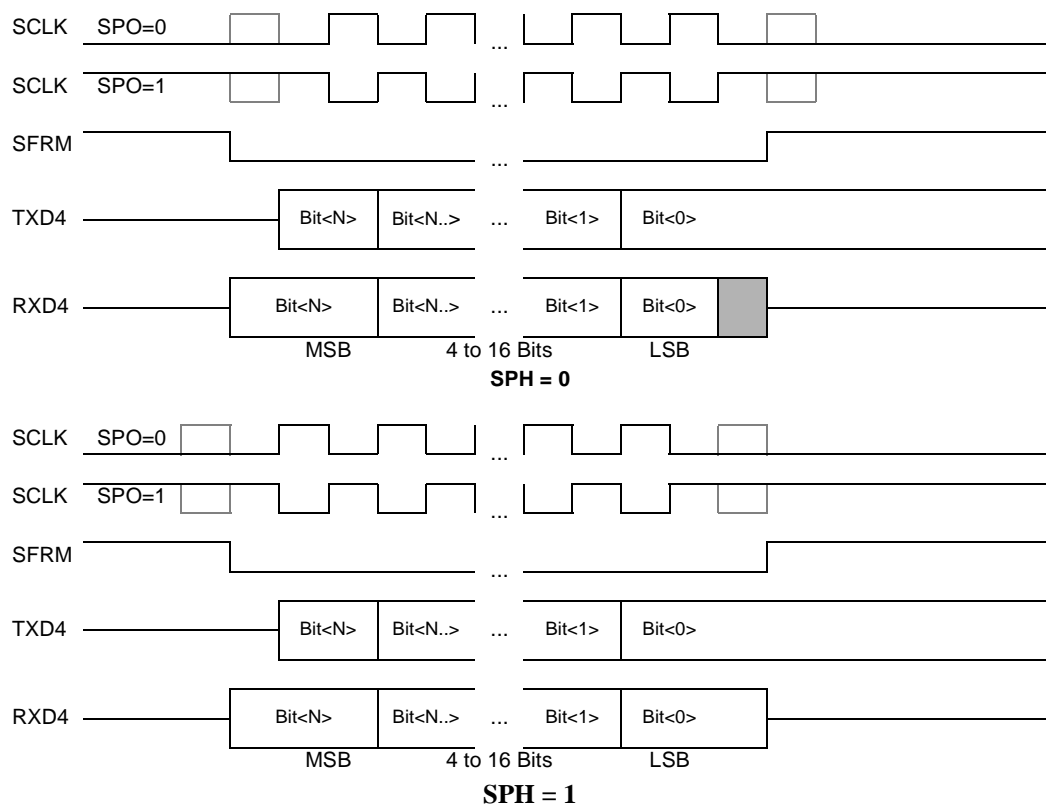 SCLK SPO=0
...
SCLK SPO=1
...
SFRM
...
TXD4 Bit<N> Bit<N..> ... Bit<1> Bit<0>
RXD4 Bit<N> Bit<N..> ... Bit<1> Bit<0>
MSB 4 to 16 Bits LSB
SPH = 0
SCLK SPO=0
...
SCLK SPO=1
...
SFRM
...
TXD4 Bit<N> Bit<N..> ... Bit<1> Bit<0>
RXD4 Bit<N> Bit<N..> ... Bit<1> Bit<0>
MSB 4 to 16 Bits LSB
SPH = 1